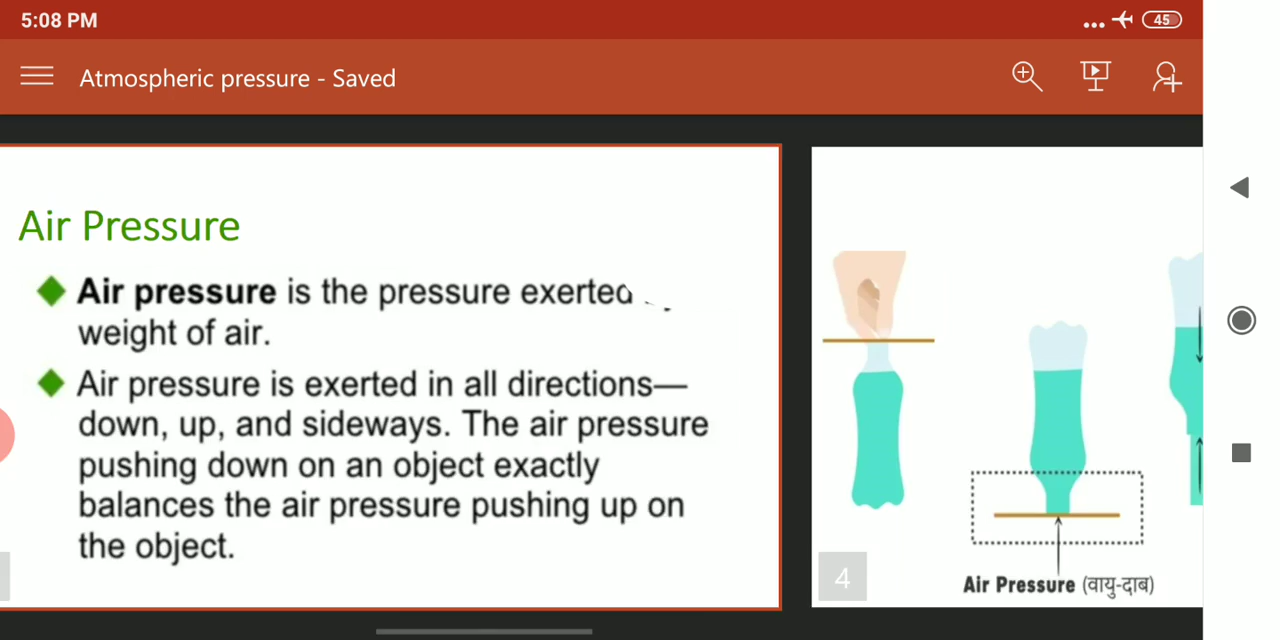 5:08 PM
45
Atmospheric pressure - Saved
Air Pressure
Air pressure is the pressure exerted
weight of air.
Air pressure is exerted in all directions—
down, up, and sideways. The air pressure
pushing down on an object exactly
balances the air pressure pushing up on
the object.
4
Air Pressure (वायु-दाब)